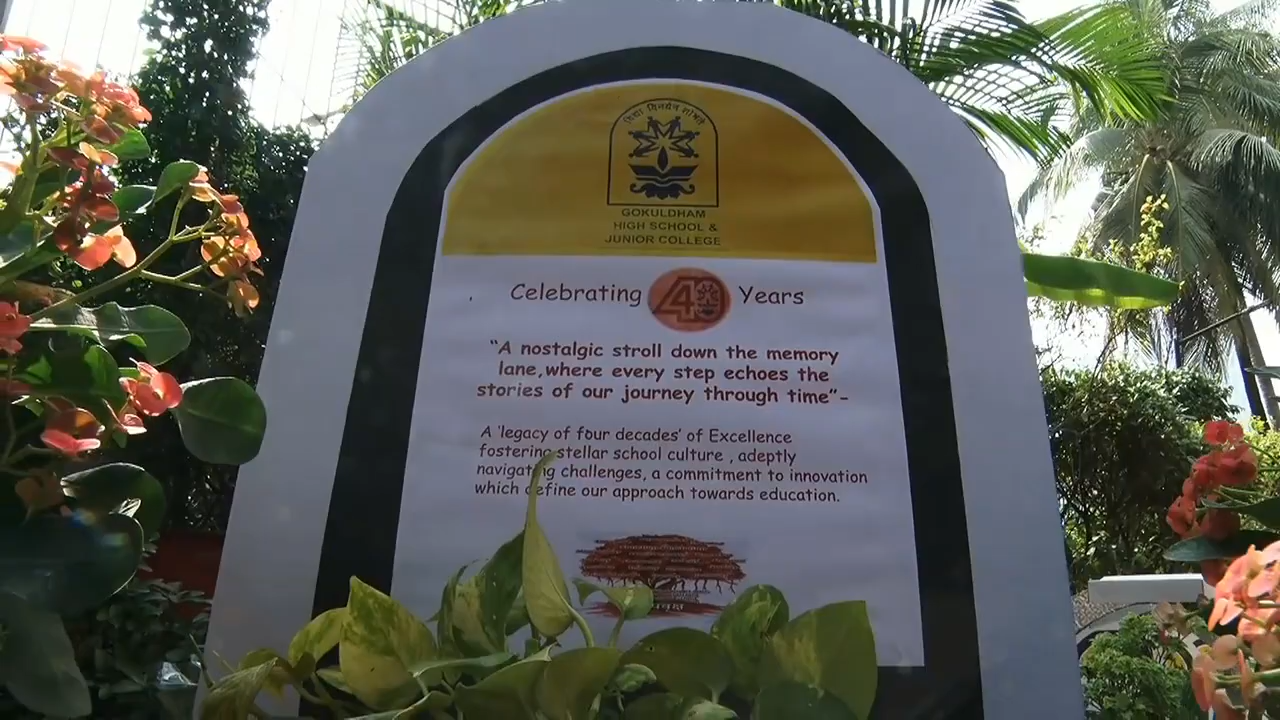 विद्या विनयेन शोभते
GOKULDHAM
HIGH SCHOOL &
JUNIOR COLLEGE
Celebrating 40 Years
“A nostalgic stroll down the memory
lane,where every step echoes the
stories of our journey through time”-
A ‘legacy of four decades’ of Excellence
fostering stellar school culture , adeptly
navigating challenges, a commitment to innovation
which define our approach towards education.